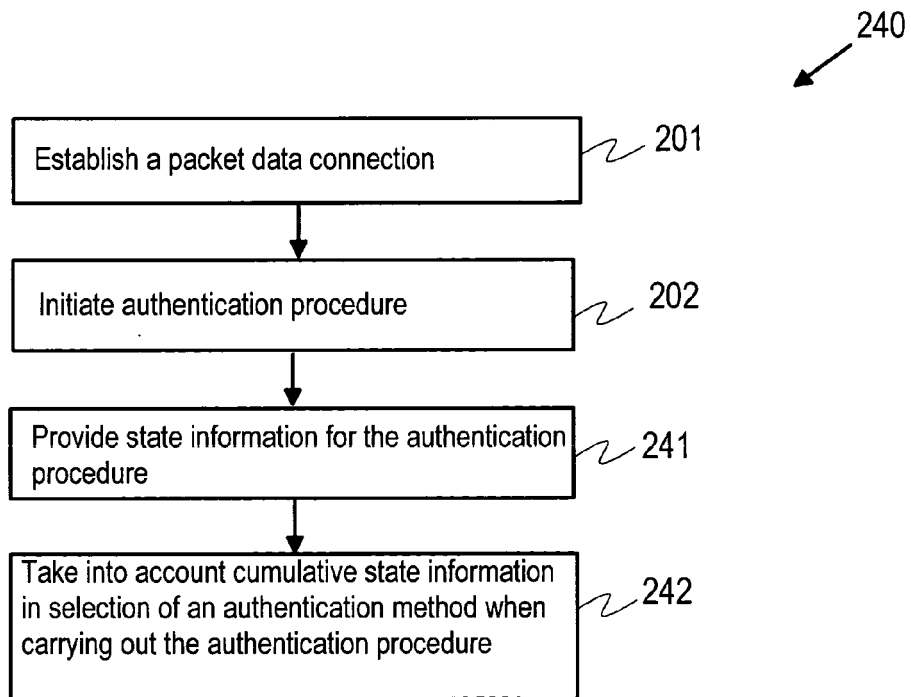 240
Establish a packet data connection
201
Initiate authentication procedure
202
Provide state information for the authentication
procedure
241
Take into account cumulative state information
in selection of an authentication method when
carrying out the authentication procedure
242